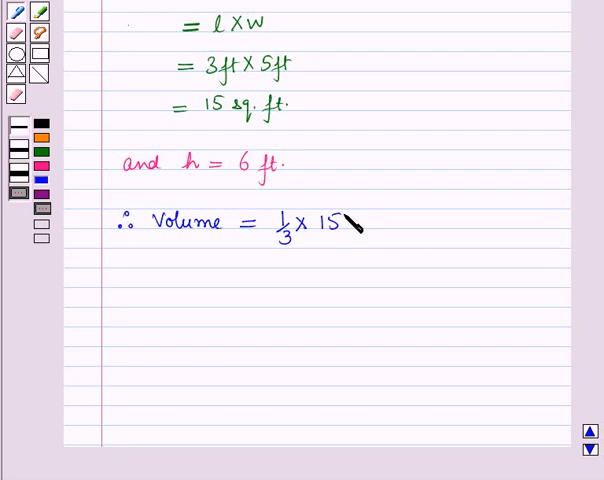 = l × w
= 3ft × 5ft
= 15 sq. ft.
and h = 6 ft.
∴ Volume = 1/3 × 15